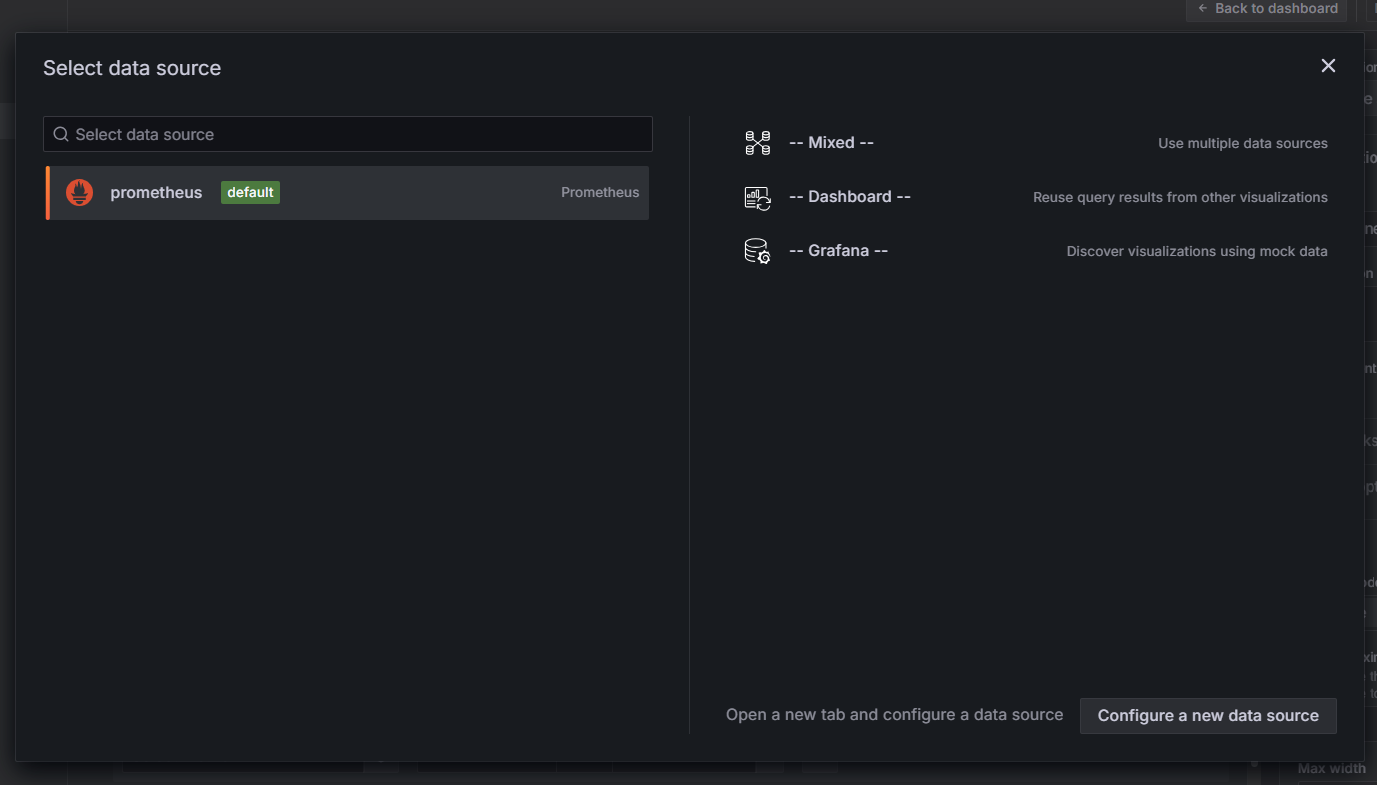 Back to dashboard
Select data source
Select data source
prometheus default Prometheus
-- Mixed -- Use multiple data sources
-- Dashboard -- Reuse query results from other visualizations
-- Grafana -- Discover visualizations using mock data
Open a new tab and configure a data source Configure a new data source
Max width